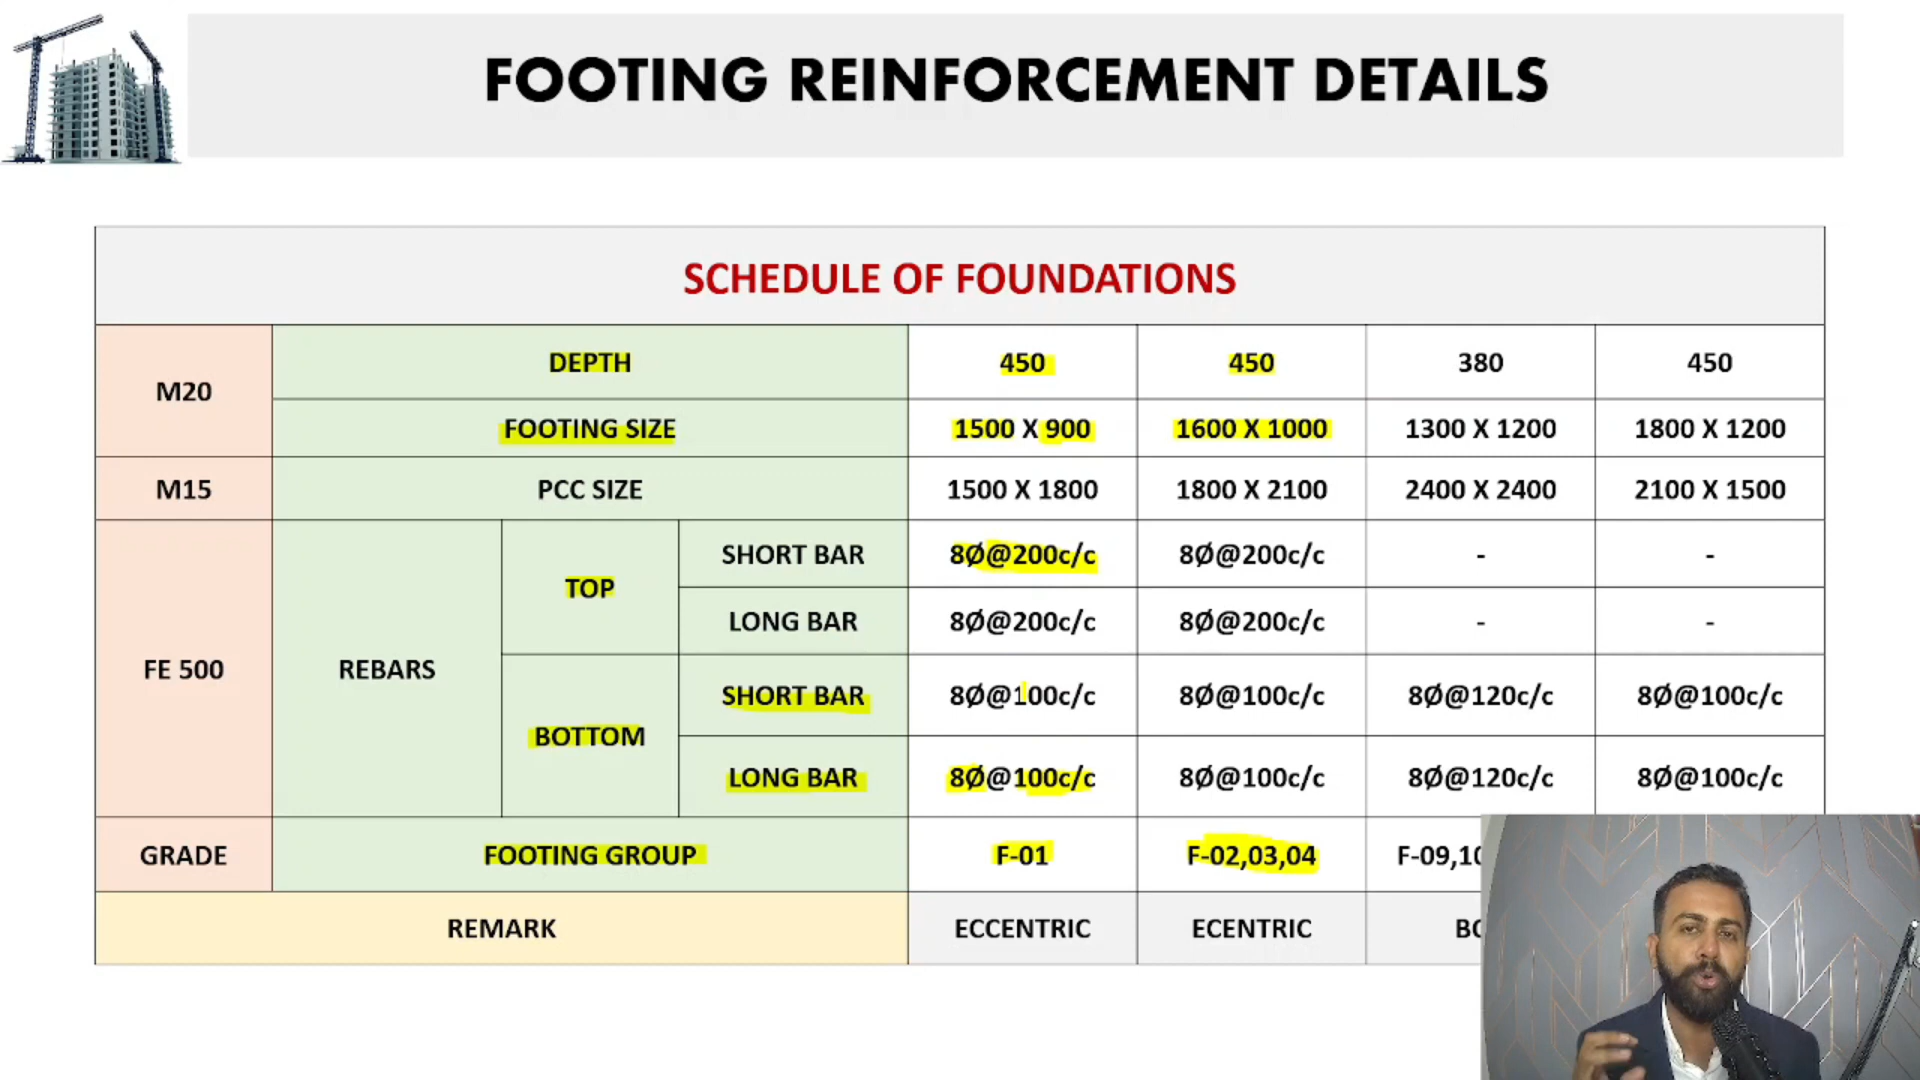 FOOTING REINFORCEMENT DETAILS
SCHEDULE OF FOUNDATIONS
M20
DEPTH 450 450 380 450
FOOTING SIZE 1500 X 900 1600 X 1000 1300 X 1200 1800 X 1200
M15 PCC SIZE 1500 X 1800 1800 X 2100 2400 X 2400 2100 X 1500
FE 500 REBARS
TOP
SHORT BAR 8Ø@200c/c 8Ø@200c/c - -
LONG BAR 8Ø@200c/c 8Ø@200c/c - -
BOTTOM
SHORT BAR 8Ø@100c/c 8Ø@100c/c 8Ø@120c/c 8Ø@100c/c
LONG BAR 8Ø@100c/c 8Ø@100c/c 8Ø@120c/c 8Ø@100c/c
GRADE FOOTING GROUP F-01 F-02,03,04 F-09,10
REMARK ECCENTRIC ECENTRIC